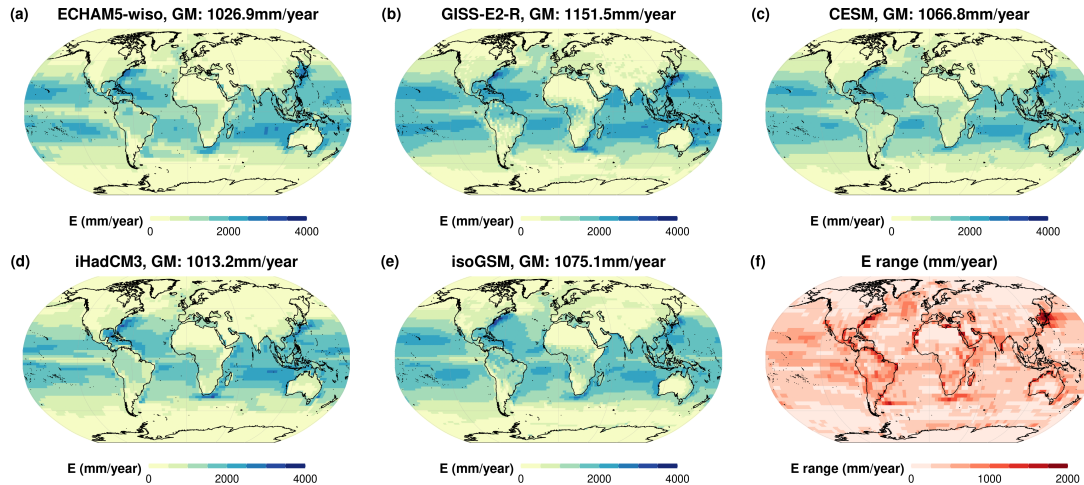 (a) ECHAM5-wiso, GM: 1026.9mm/year
(b) GISS-E2-R, GM: 1151.5mm/year
(c) CESM, GM: 1066.8mm/year
E (mm/year)
0 2000 4000
E (mm/year)
0 2000 4000
E (mm/year)
0 2000 4000
(d) iHadCM3, GM: 1013.2mm/year
(e) isoGSM, GM: 1075.1mm/year
(f) E range (mm/year)
E (mm/year)
0 2000 4000
E (mm/year)
0 2000 4000
E range (mm/year)
0 1000 2000